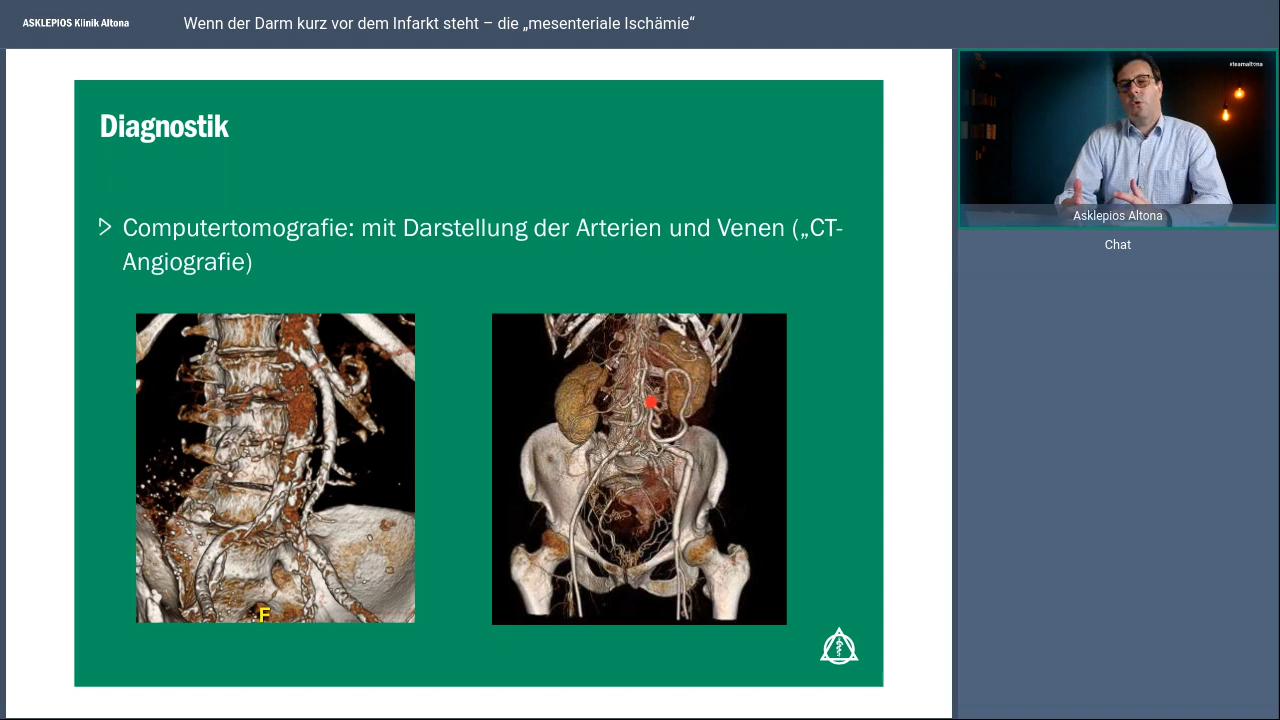 ASKLEPIOS Klinik Altona
Wenn der Darm kurz vor dem Infarkt steht – die „mesenteriale Ischämie“
#teamaltona
Diagnostik
Computertomografie: mit Darstellung der Arterien und Venen („CT-
Angiografie)
F
Asklepios Altona
Chat